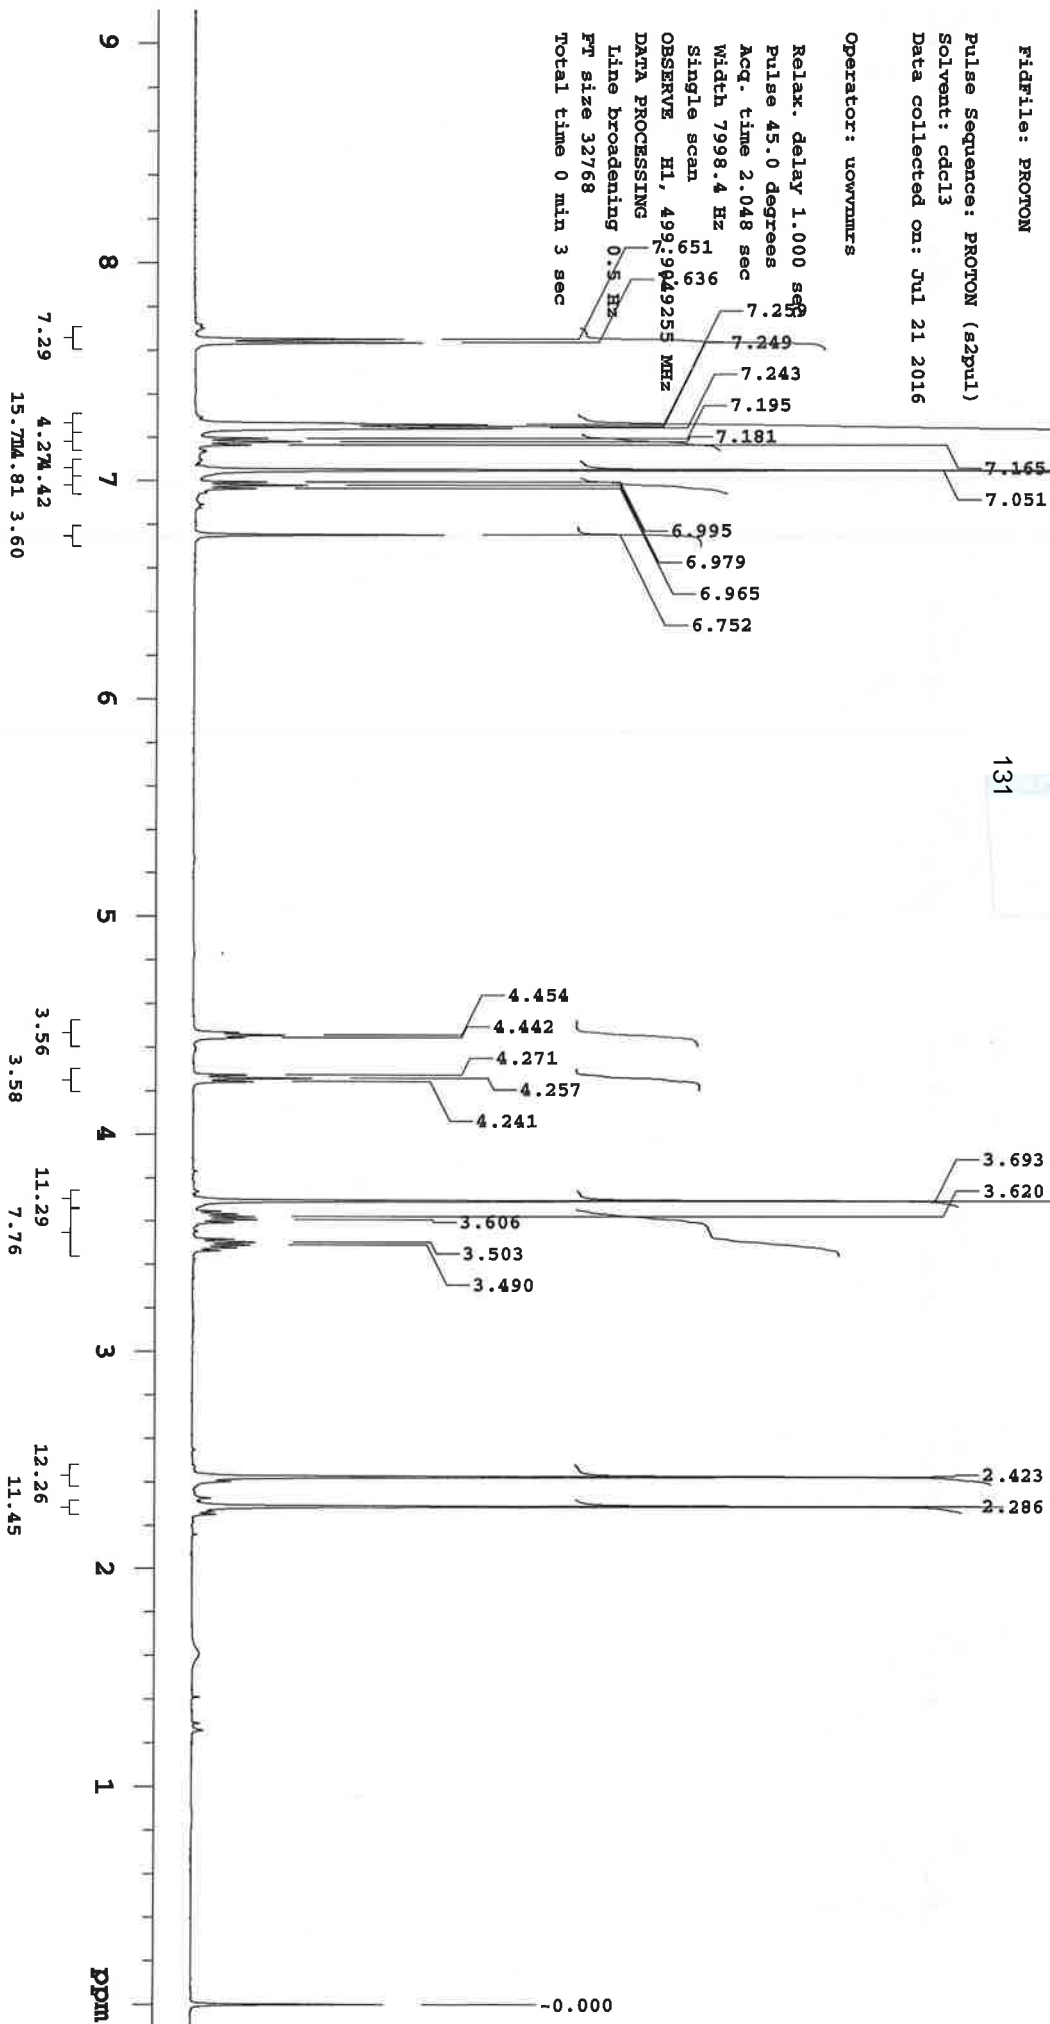 FidFile: PROTON
Pulse Sequence: PROTON (s2pul)
Solvent: cdcl3
Data collected on: Jul 21 2016
Operator: uowvnmrs
Relax. delay 1.000 sec
Pulse 45.0 degrees
Acq. time 2.048 sec
Width 7998.4 Hz
Single scan
OBSERVE H1, 499.9049255 MHz
DATA PROCESSING
Line broadening 0.5 Hz
FT size 32768
Total time 0 min 3 sec
131
7.651
7.636
7.259
7.249
7.243
7.195
7.181
7.165
7.051
6.995
6.979
6.965
6.752
4.454
4.442
4.271
4.257
4.241
3.693
3.620
3.606
3.503
3.490
2.423
2.286
-0.000
9 8 7 6 5 4 3 2 1 ppm
7.29 4.27 4.42 3.56 11.29 12.26
15.71 14.81 3.60 3.58 7.76 11.45